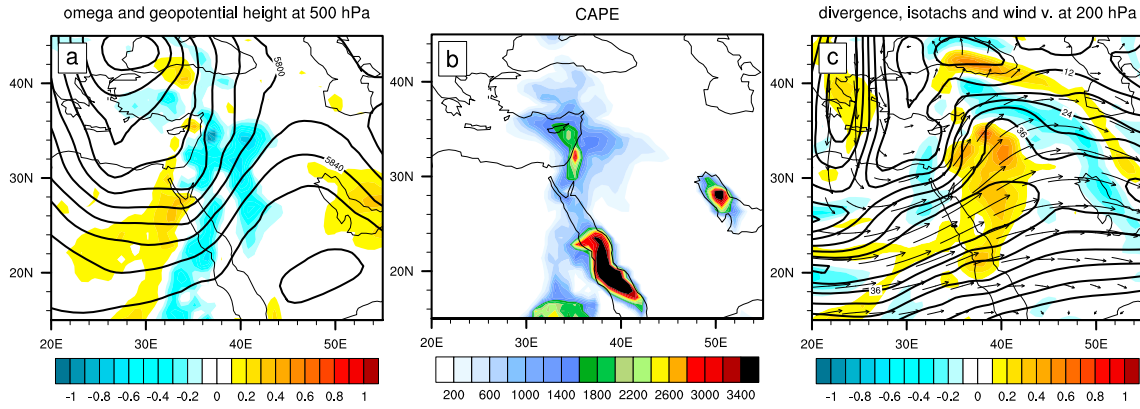 omega and geopotential height at 500 hPa
CAPE
divergence, isotachs and wind v. at 200 hPa
a
b
c
5800
5840
12
24
36
36
40N
30N
20N
40N
30N
20N
40N
30N
20N
20E 30E 40E 50E
20E 30E 40E 50E
20E 30E 40E 50E
-1 -0.8 -0.6 -0.4 -0.2 0 0.2 0.4 0.6 0.8 1
200 600 1000 1400 1800 2200 2600 3000 3400
-1 -0.8 -0.6 -0.4 -0.2 0 0.2 0.4 0.6 0.8 1